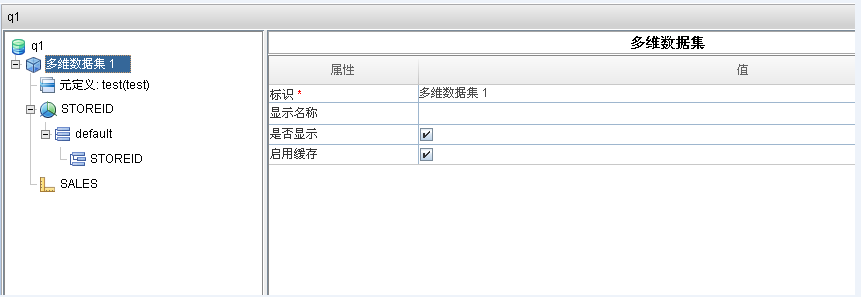 q1
q1
多维数据集 1
元定义: test(test)
STOREID
default
STOREID
SALES
多维数据集
属性 值
标识 * 多维数据集 1
显示名称
是否显示
启用缓存